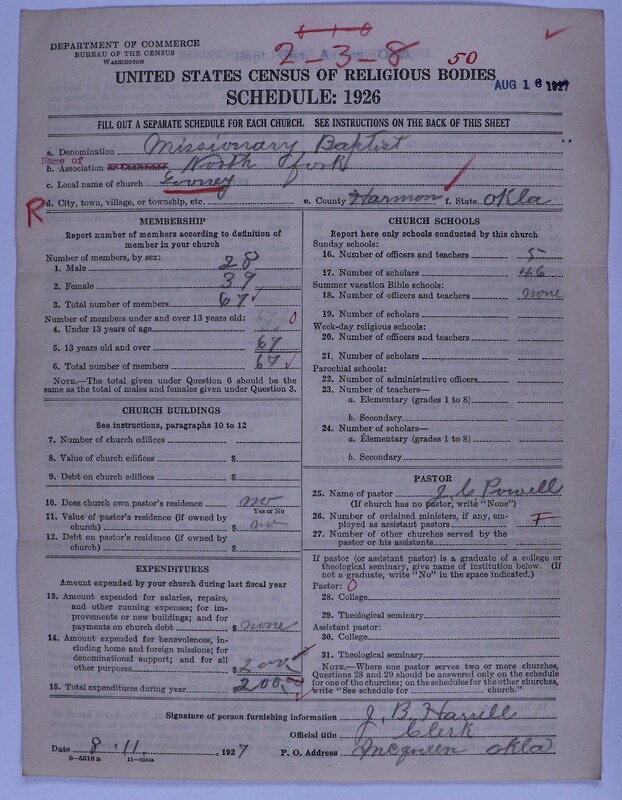 6-1-0
DEPARTMENT OF COMMERCE
BUREAU OF THE CENSUS
WASHINGTON
2-3-8 50
UNITED STATES CENSUS OF RELIGIOUS BODIES
AUG 16 1927
SCHEDULE: 1926
FILL OUT A SEPARATE SCHEDULE FOR EACH CHURCH. SEE INSTRUCTIONS ON THE BACK OF THIS SHEET
a. Denomination Missionary Baptist
Name of
b. Association or Conference North fork
c. Local name of church
R d. City, town, village, or township, etc. e. County Harmon f. State Okla
MEMBERSHIP
Report number of members according to definition of
member in your church
Number of members, by sex:
1. Male 28
2. Female 39
3. Total number of members 67
Number of members under and over 13 years old:
4. Under 13 years of age 0
5. 13 years old and over 67
6. Total number of members 67
NOTE.—The total given under Question 6 should be
the same as the total of males and females given under Question 3.
CHURCH BUILDINGS
See instructions, paragraphs 10 to 12
7. Number of church edifices
8. Value of church edifices $
9. Debt on church edifices $
10. Does church own pastor's residence no
Yes or No
11. Value of pastor's residence (if owned by
church) $ no
12. Debt on pastor's residence (if owned by
church) $
EXPENDITURES
Amount expended by your church during last fiscal year
13. Amount expended for salaries, repairs,
and other running expenses; for im-
provements or new buildings; and for
payments on church debt $ none
14. Amount expended for benevolences, in-
cluding home and foreign missions; for
denominational support; and for all
other purposes $ 200
15. Total expenditures during year $ 200
CHURCH SCHOOLS
Report here only schools conducted by this church
Sunday schools:
16. Number of officers and teachers 5
17. Number of scholars 46
Summer vacation Bible schools:
18. Number of officers and teachers none
19. Number of scholars
Week-day religious schools:
20. Number of officers and teachers
21. Number of scholars
Parochial schools:
22. Number of administrative officers
23. Number of teachers—
a. Elementary (grades 1 to 8)
b. Secondary
24. Number of scholars—
a. Elementary (grades 1 to 8)
b. Secondary
PASTOR
25. Name of pastor J. C. Powell
(If church has no pastor, write "None")
26. Number of ordained ministers, if any, em-
ployed as assistant pastors
27. Number of other churches served by the
pastor or his assistants
If pastor (or assistant pastor) is a graduate of a college or
theological seminary, give name of institution below. (If
not a graduate, write "No" in the space indicated.)
Pastor: 0
28. College
29. Theological seminary
Assistant pastor:
30. College
31. Theological seminary
NOTE.—Where one pastor serves two or more churches,
Questions 28 and 29 should be answered only on the schedule
for one of the churches; on the schedules for the other churches,
write "See schedule for church."
Signature of person furnishing information J. B. Harrell
Official title Clerk
Date 8-11, 1927 P. O. Address McQueen Okla
8-5518 a